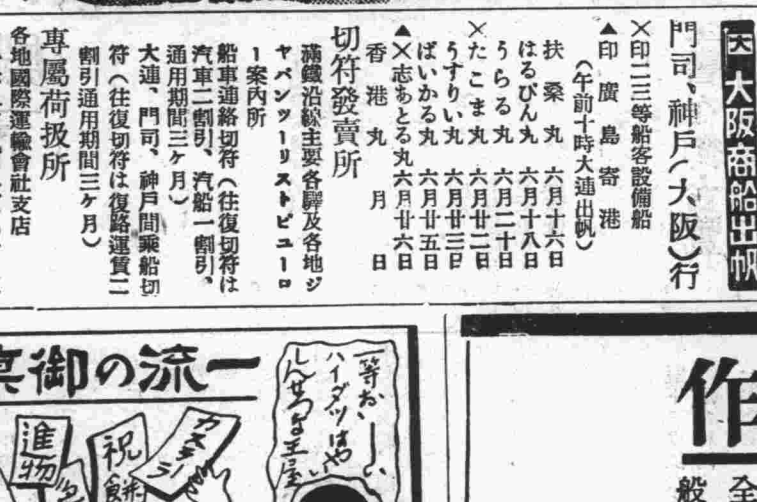 大阪商船出帆
門司、神戸(大阪)行
×印二三等船客設備船
▲印廣島寄港
(午前十時大連出帆)
扶桑丸 六月十六日
はるびん丸 六月十八日
うらる丸 六月二十日
×たこま丸 六月廿二日
うすりい丸 六月廿三日
ばいかる丸 六月廿五日
▲×志あとる丸 六月廿六日
香港丸 月 日
切符發賣所
滿鐵沿線主要各驛及各地ジ
ヤパンツーリストビユーロ
ー案内所
船車連絡切符(往復切符は
汽車二割引、汽船一割引、
通用期間三ヶ月)
大連、門司、神戸間乗船切
符(往復切符は復路運賃二
割引通用期間三ヶ月)
專屬荷扱所
各地國際運輸會社支店
一流の御
一等おいしい
ハイダツはやい
しんせつな玉屋
カステラ
祝餅
進物
作
全
般